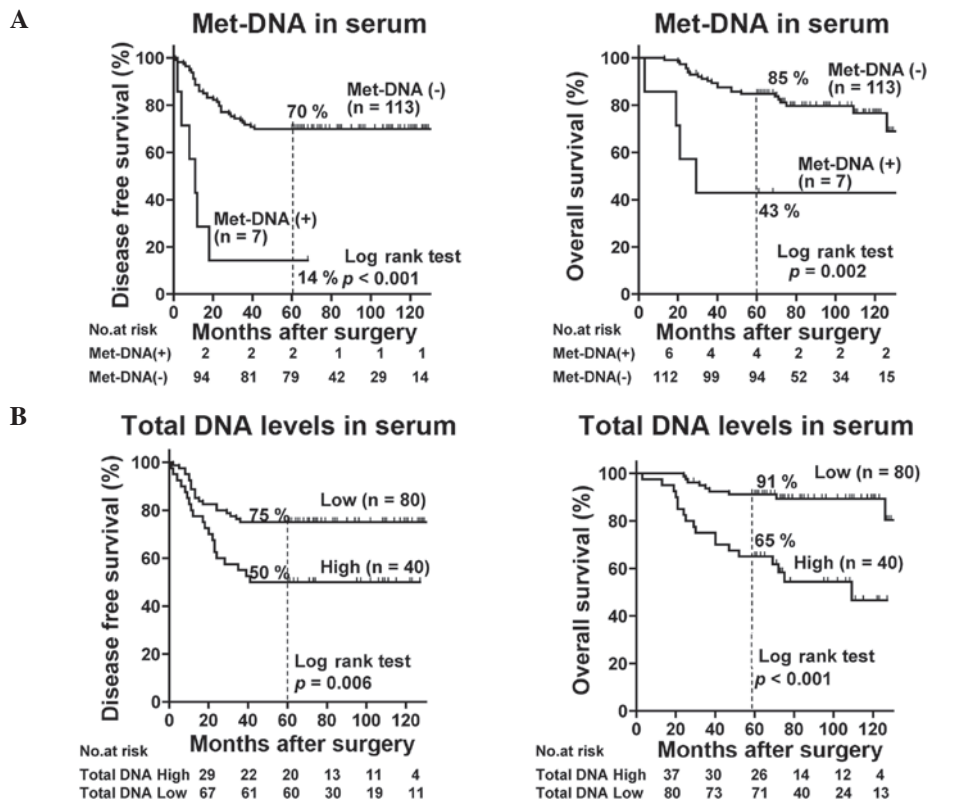 A
Met-DNA in serum
Disease free survival (%)
100
80
60
40
20
0
70 %
Met-DNA (-)
(n = 113)
Met-DNA (+)
(n = 7)
Log rank test
14 % p < 0.001
0 20 40 60 80 100 120
No.at risk
Months after surgery
Met-DNA(+) 2 2 2 1 1 1
Met-DNA(-) 94 81 79 42 29 14
Met-DNA in serum
Overall survival (%)
100
80
60
40
20
0
85 %
Met-DNA (-)
(n = 113)
Met-DNA (+)
(n = 7)
43 %
Log rank test
p = 0.002
0 20 40 60 80 100 120
No.at risk
Months after surgery
Met-DNA(+) 6 4 4 2 2 2
Met-DNA(-) 112 99 94 52 34 15
B
Total DNA levels in serum
Disease free survival (%)
100
80
60
40
20
0
Low (n = 80)
75 %
50 %
High (n = 40)
Log rank test
p = 0.006
0 20 40 60 80 100 120
No.at risk
Months after surgery
Total DNA High 29 22 20 13 11 4
Total DNA Low 67 61 60 30 19 11
Total DNA levels in serum
Overall survival (%)
100
80
60
40
20
0
91 %
Low (n = 80)
65 %
High (n = 40)
Log rank test
p < 0.001
0 20 40 60 80 100 120
No.at risk
Months after surgery
Total DNA High 37 30 26 14 12 4
Total DNA Low 80 73 71 40 24 13